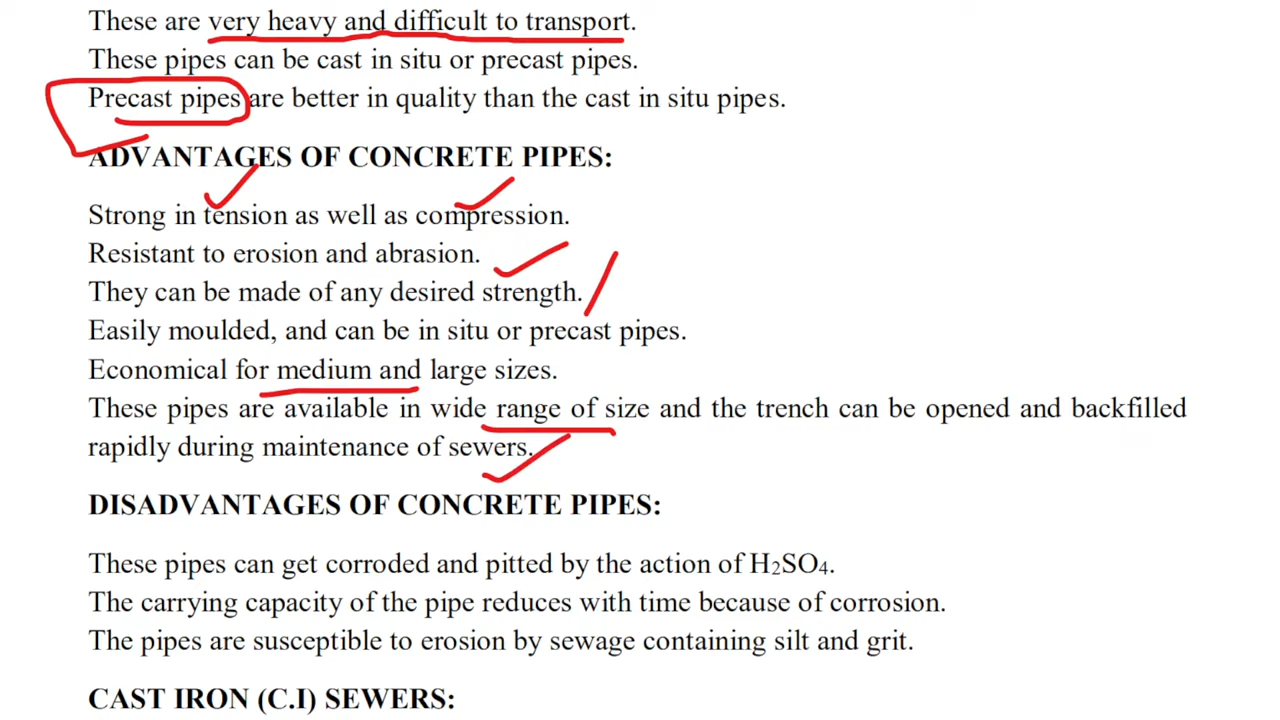 These are very heavy and difficult to transport.
These pipes can be cast in situ or precast pipes.
Precast pipes are better in quality than the cast in situ pipes.
ADVANTAGES OF CONCRETE PIPES:
Strong in tension as well as compression.
Resistant to erosion and abrasion.
They can be made of any desired strength.
Easily moulded, and can be in situ or precast pipes.
Economical for medium and large sizes.
These pipes are available in wide range of size and the trench can be opened and backfilled
rapidly during maintenance of sewers.
DISADVANTAGES OF CONCRETE PIPES:
These pipes can get corroded and pitted by the action of H₂SO₄.
The carrying capacity of the pipe reduces with time because of corrosion.
The pipes are susceptible to erosion by sewage containing silt and grit.
CAST IRON (C.I) SEWERS: